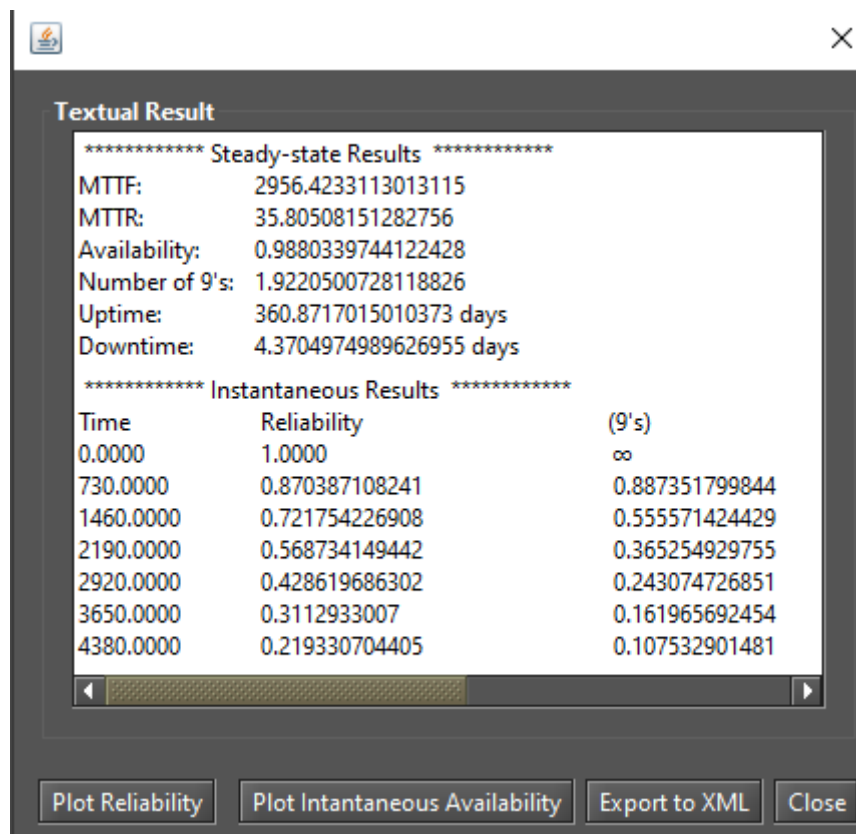 Textual Result
************ Steady-state Results ************
MTTF: 2956.4233113013115
MTTR: 35.80508151282756
Availability: 0.9880339744122428
Number of 9's: 1.9220500728118826
Uptime: 360.8717015010373 days
Downtime: 4.3704974989626955 days
************ Instantaneous Results ************
Time Reliability (9's)
0.0000 1.0000 ∞
730.0000 0.870387108241 0.887351799844
1460.0000 0.721754226908 0.555571424429
2190.0000 0.568734149442 0.365254929755
2920.0000 0.428619686302 0.243074726851
3650.0000 0.3112933007 0.161965692454
4380.0000 0.219330704405 0.107532901481
Plot Reliability Plot Intantaneous Availability Export to XML Close